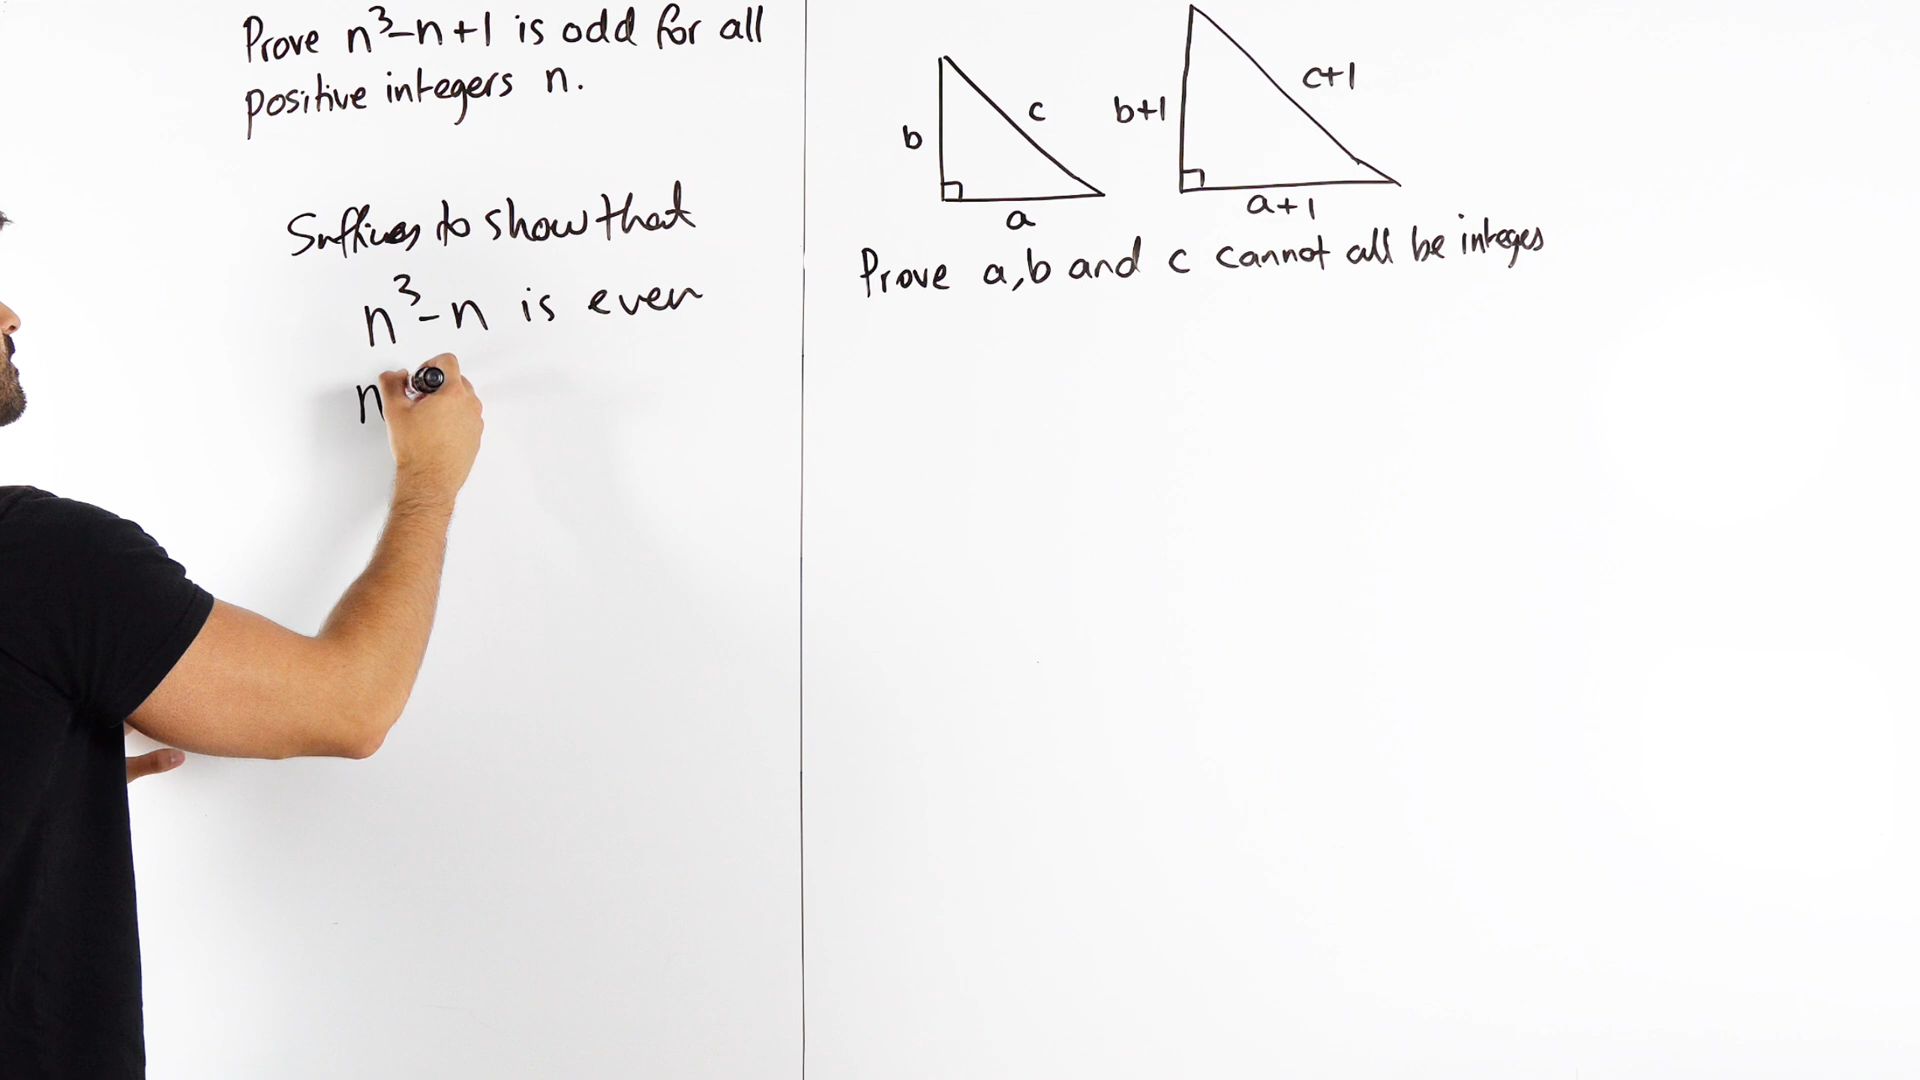 Prove n³-n+1 is odd for all
positive integers n.
Suffices to show that
n³-n is even
n
b
c
a
b+1
c+1
a+1
Prove a,b and c cannot all be integes